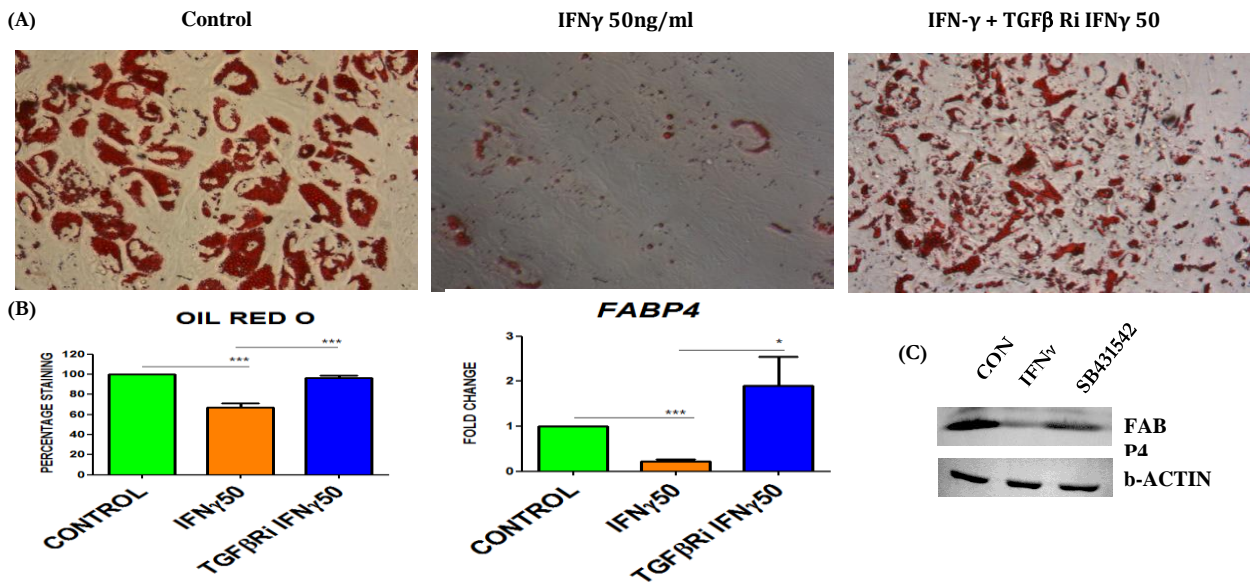 (A)
Control
IFNγ 50ng/ml
IFN-γ + TGFβ Ri IFNγ 50
(B)
OIL RED O
PERCENTAGE STAINING
120
100
80
60
40
20
0
***
***
CONTROL
IFNγ50
TGFβRi IFNγ50
FABP4
FOLD CHANGE
3
2
1
0
***
*
CONTROL
IFNγ50
TGFβRi IFNγ50
(C)
CON
IFNγ
SB431542
FAB
P4
b-ACTIN